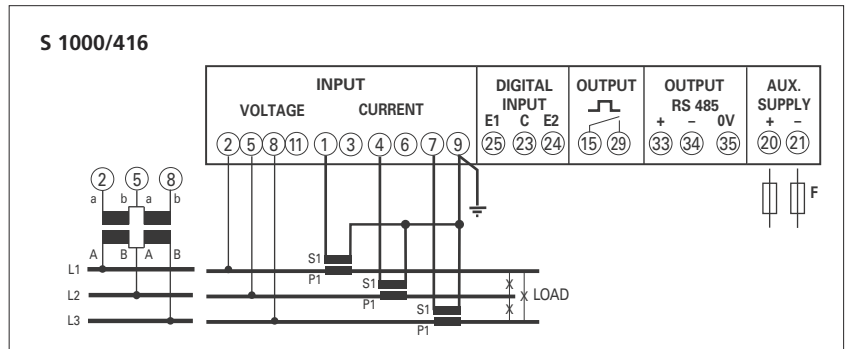 S 1000/416
INPUT
DIGITAL INPUT
OUTPUT
OUTPUT RS 485
AUX. SUPPLY
VOLTAGE
CURRENT
E1 C E2
+ – 0V
+ –
2 5 8 11 1 3 4 6 7 9
25 23 24
15 29
33 34 35
20 21
2 5 8
a b a b
F
A B A B
L1
L2
L3
S1
P1
S1
P1
S1
P1
X
X LOAD
X